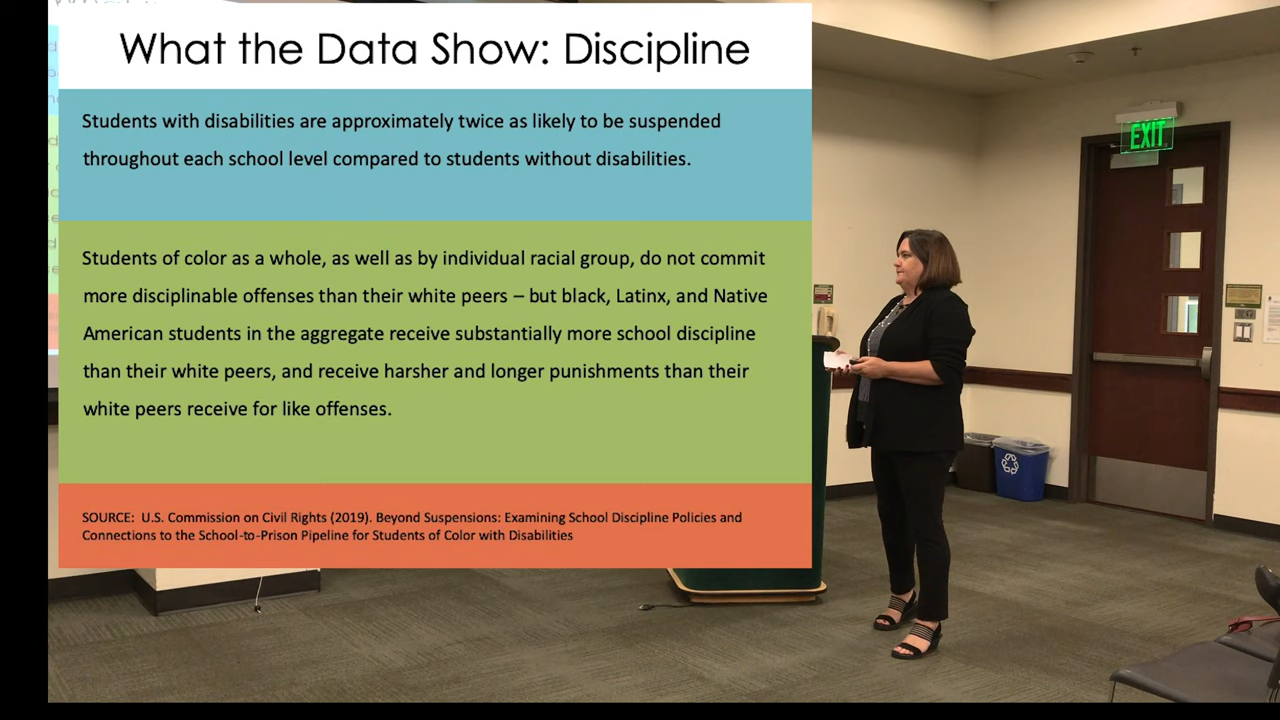 What the Data Show: Discipline
Students with disabilities are approximately twice as likely to be suspended
throughout each school level compared to students without disabilities.
Students of color as a whole, as well as by individual racial group, do not commit
more disciplinable offenses than their white peers – but black, Latinx, and Native
American students in the aggregate receive substantially more school discipline
than their white peers, and receive harsher and longer punishments than their
white peers receive for like offenses.
SOURCE: U.S. Commission on Civil Rights (2019). Beyond Suspensions: Examining School Discipline Policies and
Connections to the School-to-Prison Pipeline for Students of Color with Disabilities
EXIT